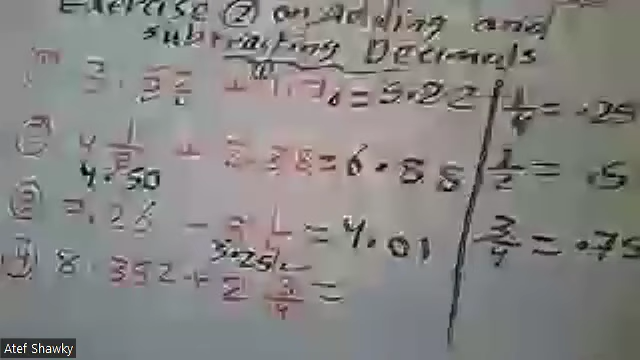 Exercise ② on Adding and
subtracting Decimals
3.52 + 1.7 = 5.22
1/4 = .25
4 1/2 + 2.38 = 6.88
4.50
1/2 = .5
7.26 - 3 1/4 = 4.01
3.25
3/4 = .75
④ 8.352 + 2 3/4 =
Atef Shawky